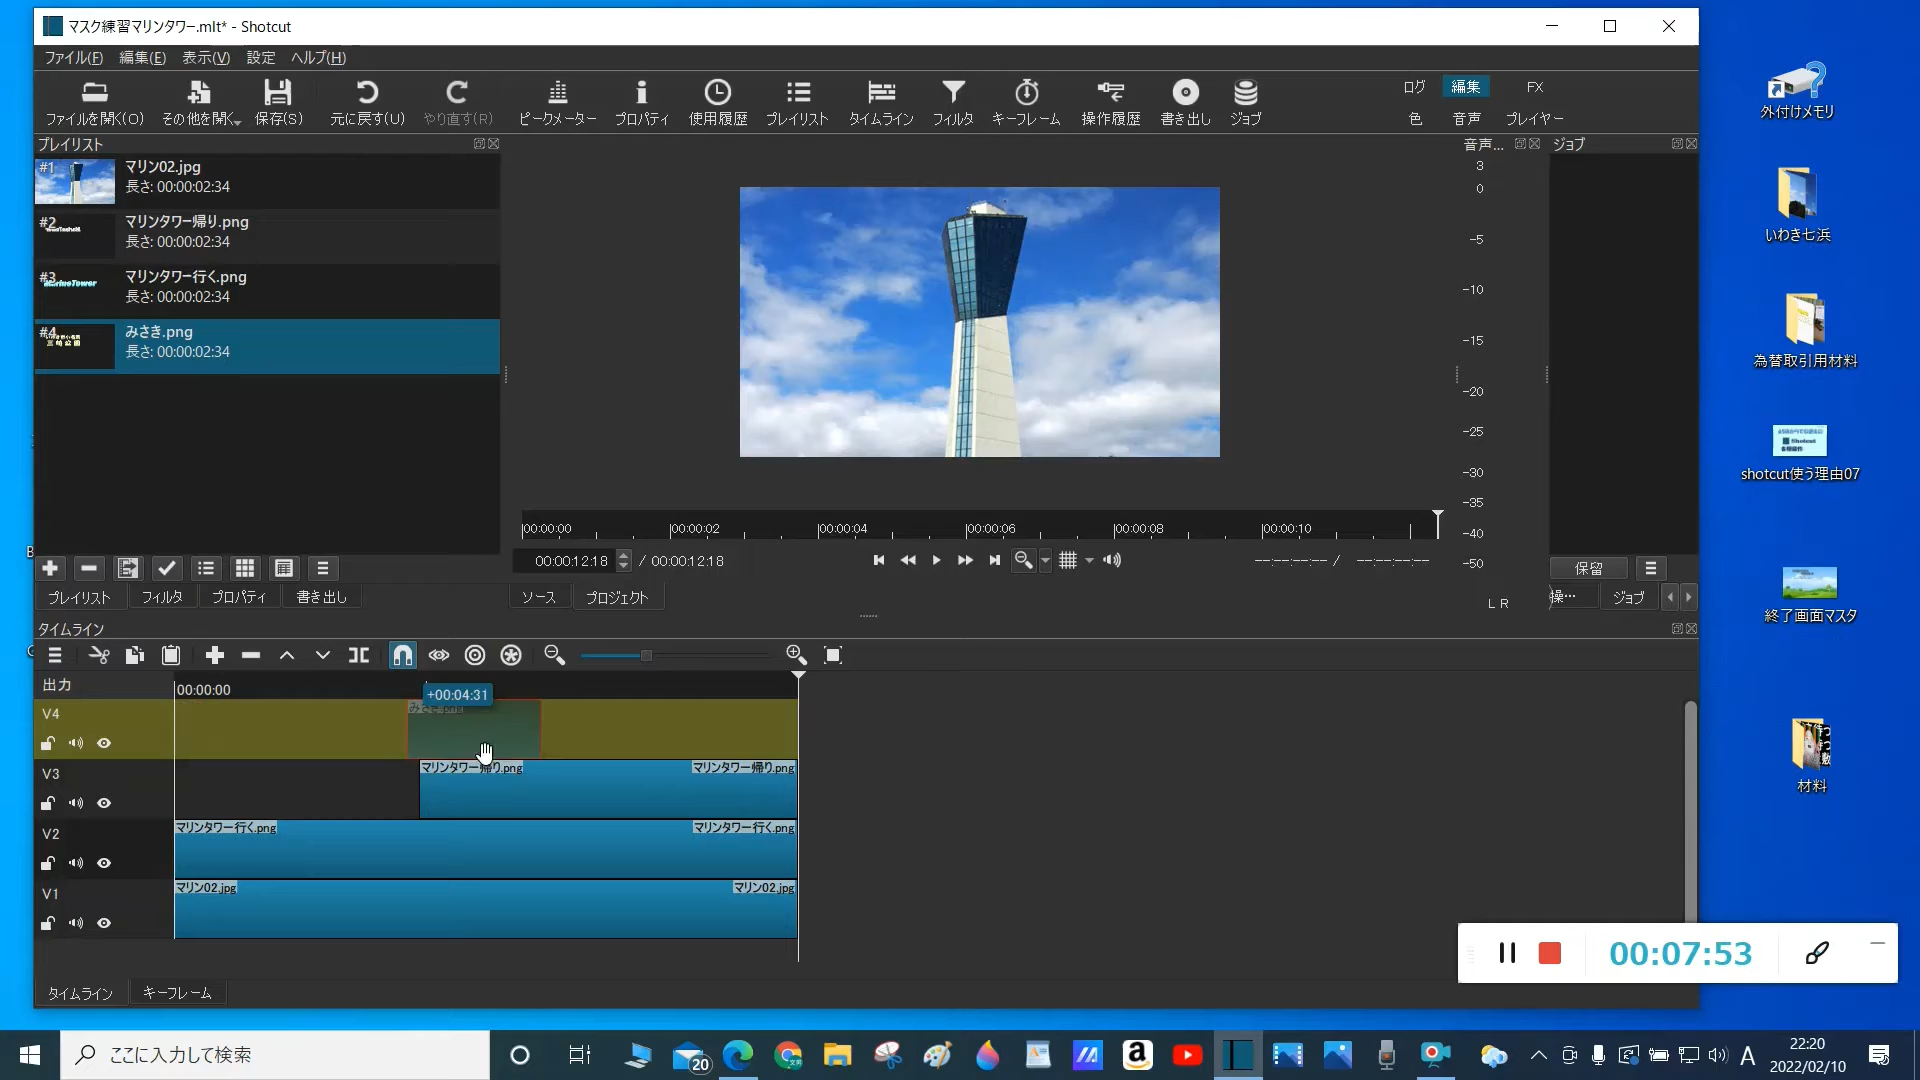 マスク練習マリンタワー.mlt* - Shotcut
ファイル(F) 編集(E) 表示(V) 設定 ヘルプ(H)
ファイルを開く(O) その他を開く 保存(S) 元に戻す(U) やり直す(R) ピークメーター プロパティ 使用履歴 プレイリスト タイムライン フィルタ キーフレーム 操作履歴 書き出し ジョブ
ログ 編集 FX
色 音声 プレイヤー
プレイリスト
#1 マリン02.jpg
長さ: 00:00:02:34
#2 マリンタワー帰り.png
長さ: 00:00:02:34
#3 マリンタワー行く.png
長さ: 00:00:02:34
#4 みさき.png
長さ: 00:00:02:34
プレイリスト フィルタ プロパティ 書き出し
00:00:00 00:00:02 00:00:04 00:00:06 00:00:08 00:00:10
00:00:12:18 / 00:00:12:18
--:--:--:-- / --:--:--:--
ソース プロジェクト
音声...
3
0
-5
-10
-15
-20
-25
-30
-35
-40
-50
L R
ジョブ
保留
操… ジョブ
タイムライン
出力
00:00:00
+00:04:31
V4
みさき.png
V3
マリンタワー帰り.png マリンタワー帰り.png
V2
マリンタワー行く.png マリンタワー行く.png
V1
マリン02.jpg マリン02.jpg
タイムライン キーフレーム
外付けメモリ
いわき七浜
為替取引用材料
shotcut使う理由07
終了画面マスタ
材料
00:07:53
ここに入力して検索
20
A
22:20
2022/02/10